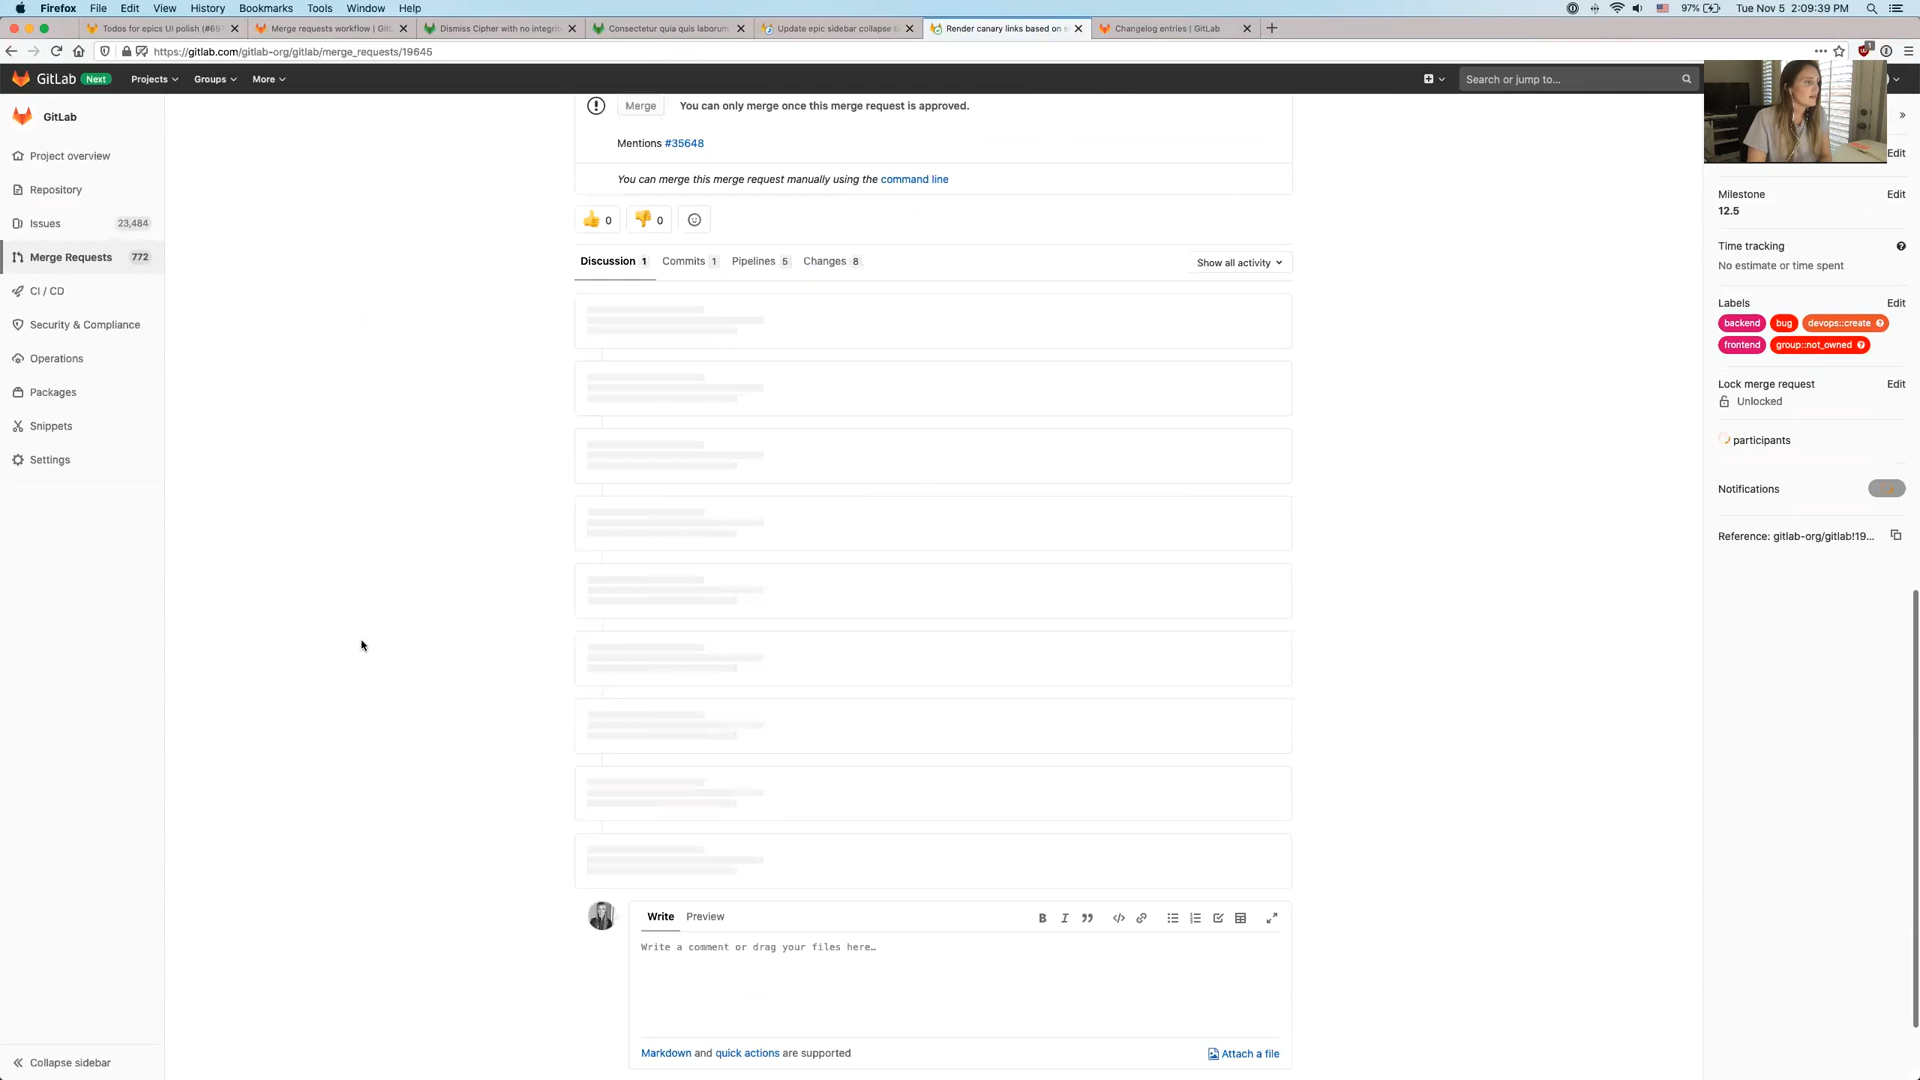 Firefox File Edit View History Bookmarks Tools Window Help
97% Tue Nov 5 2:09:39 PM
Todos for epics UI polish (#69
Merge requests workflow | Git
Dismiss Cipher with no integrit
Consectetur quia quis laborum
Update epic sidebar collapse b
Render canary links based on s
Changelog entries | GitLab
https://gitlab.com/gitlab-org/gitlab/merge_requests/19645
GitLab Next Projects Groups More
Search or jump to...
GitLab
Project overview
Repository
Issues 23,484
Merge Requests 772
CI / CD
Security & Compliance
Operations
Packages
Snippets
Settings
Collapse sidebar
Merge You can only merge once this merge request is approved.
Mentions #35648
You can merge this merge request manually using the command line
👍 0 👎 0
Discussion 1 Commits 1 Pipelines 5 Changes 8
Show all activity
Write Preview
Write a comment or drag your files here…
Markdown and quick actions are supported
Attach a file
Edit
Milestone Edit
12.5
Time tracking
No estimate or time spent
Labels Edit
backend bug devops::create
frontend group::not_owned
Lock merge request Edit
Unlocked
participants
Notifications
Reference: gitlab-org/gitlab!19...